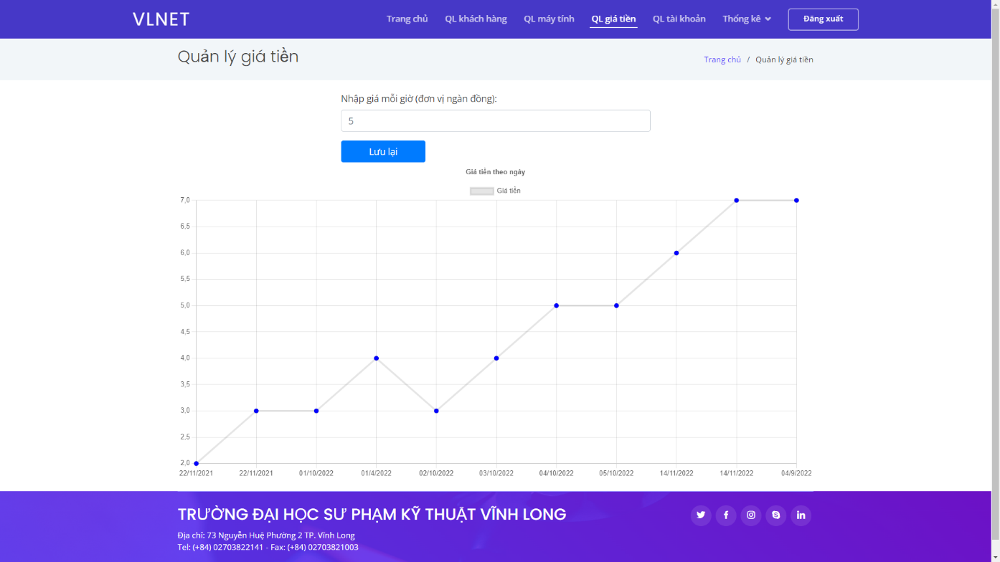 VLNET
Trang chủ QL khách hàng QL máy tính QL giá tiền QL tài khoản Thống kê Đăng xuất
Quản lý giá tiền
Trang chủ / Quản lý giá tiền
Nhập giá mỗi giờ (đơn vị ngàn đồng):
5
Lưu lại
Giá tiền theo ngày
Giá tiền
7,0
6,5
6,0
5,5
5,0
4,5
4,0
3,5
3,0
2,5
2,0
22/11/2021 22/11/2021 01/10/2022 01/4/2022 02/10/2022 03/10/2022 04/10/2022 05/10/2022 14/11/2022 14/11/2022 04/9/2022
TRƯỜNG ĐẠI HỌC SƯ PHẠM KỸ THUẬT VĨNH LONG
Địa chỉ: 73 Nguyễn Huệ Phường 2 TP. Vĩnh Long
Tel: (+84) 02703822141 - Fax: (+84) 02703821003